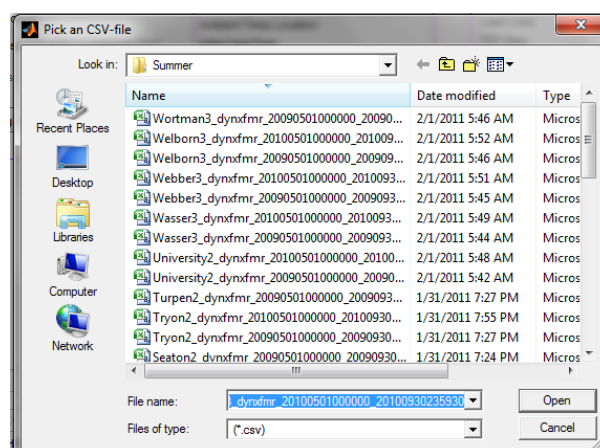 Pick an CSV-file
Look in: Summer
Name Date modified Type
Wortman3_dynxfmr_20090501000000_20090... 2/1/2011 5:46 AM Micros
Welborn3_dynxfmr_20100501000000_201009... 2/1/2011 5:52 AM Micros
Welborn3_dynxfmr_20090501000000_200909... 2/1/2011 5:46 AM Micros
Webber3_dynxfmr_20100501000000_2010093... 2/1/2011 5:51 AM Micros
Webber3_dynxfmr_20090501000000_2009093... 2/1/2011 5:45 AM Micros
Wasser3_dynxfmr_20100501000000_2010093... 2/1/2011 5:49 AM Micros
Wasser3_dynxfmr_20090501000000_2009093... 2/1/2011 5:44 AM Micros
University2_dynxfmr_20100501000000_20100... 2/1/2011 5:48 AM Micros
University2_dynxfmr_20090501000000_20090... 2/1/2011 5:42 AM Micros
Turpen2_dynxfmr_20090501000000_2009093... 1/31/2011 7:27 PM Micros
Tryon2_dynxfmr_20100501000000_20100930... 1/31/2011 7:55 PM Micros
Tryon2_dynxfmr_20090501000000_20090930... 1/31/2011 7:27 PM Micros
Seaton2_dynxfmr_20090501000000_20090930... 1/31/2011 7:24 PM Micros
Recent Places
Desktop
Libraries
Computer
Network
File name: _dynxfmr_20100501000000_20100930235930 Open
Files of type: (*.csv) Cancel